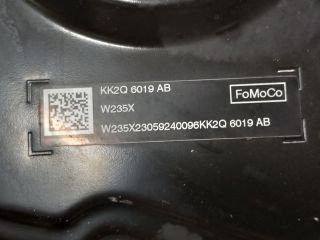 KK2Q 6019 AB
FoMoCo
W235X
W235X23059240096KK2Q 6019 AB